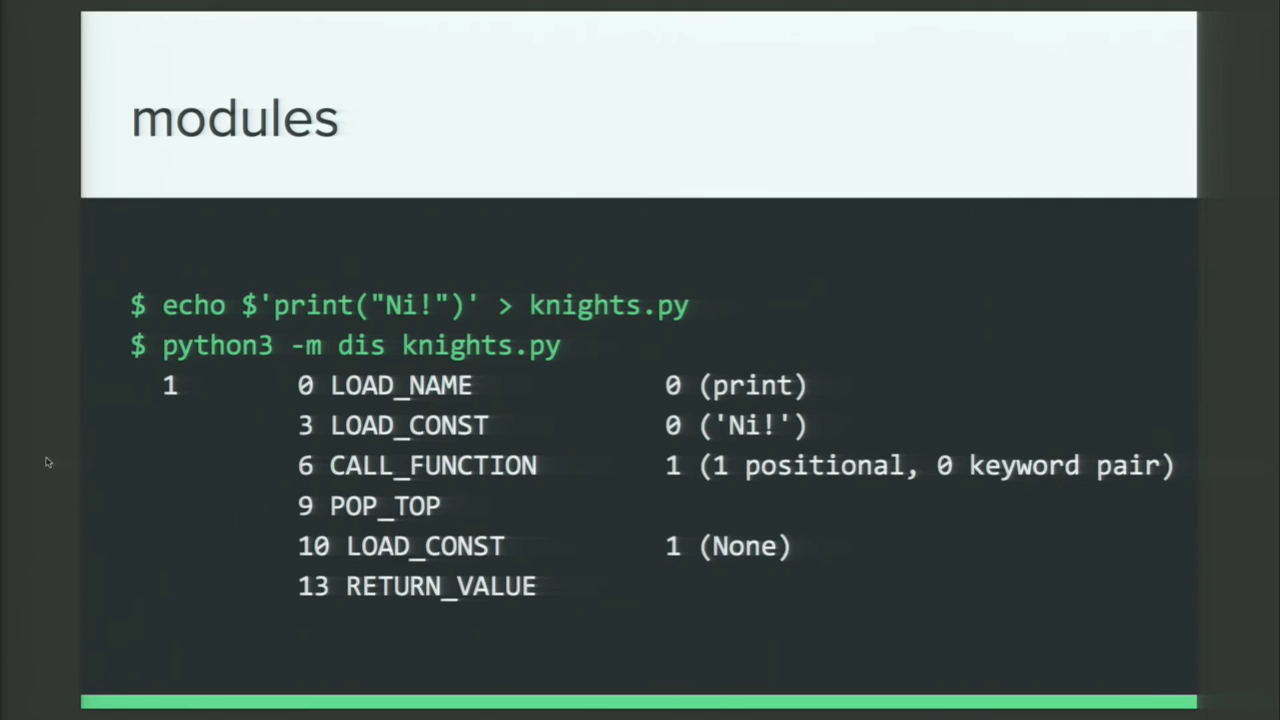 modules
$ echo $'print("Ni!")' > knights.py
$ python3 -m dis knights.py
1 0 LOAD_NAME 0 (print)
3 LOAD_CONST 0 ('Ni!')
6 CALL_FUNCTION 1 (1 positional, 0 keyword pair)
9 POP_TOP
10 LOAD_CONST 1 (None)
13 RETURN_VALUE